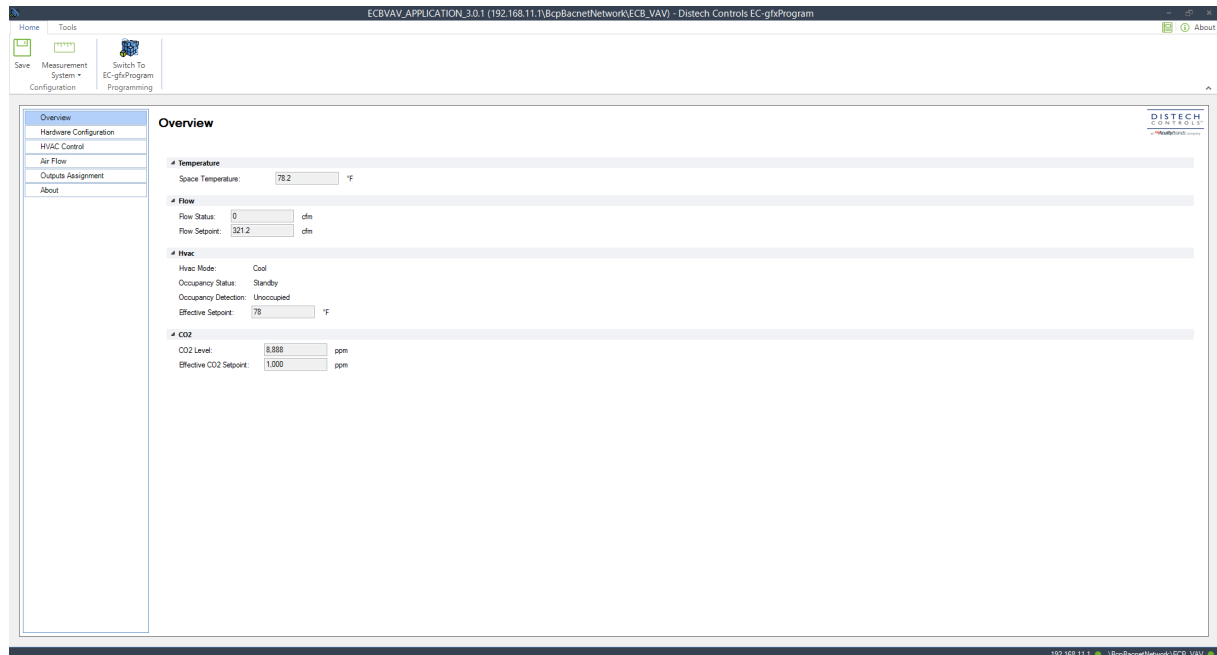 ECBVAV_APPLICATION_3.0.1 (192.168.11.1\BcpBacnetNetwork\ECB_VAV) - Distech Controls EC-gfxProgram
Home Tools About
Save Measurement System Switch To EC-gfxProgram
Configuration Programming
Overview
Hardware Configuration
HVAC Control
Air Flow
Outputs Assignment
About
Overview
DISTECH
CONTROLS™
Temperature
Space Temperature: 78.2 °F
Flow
Flow Status: 0 cfm
Flow Setpoint: 321.2 cfm
Hvac
Hvac Mode: Cool
Occupancy Status: Standby
Occupancy Detection: Unoccupied
Effective Setpoint: 78 °F
CO2
CO2 Level: 8,888 ppm
Effective CO2 Setpoint: 1,000 ppm
192.168.11.1 \BcpBacnetNetwork\ECB_VAV